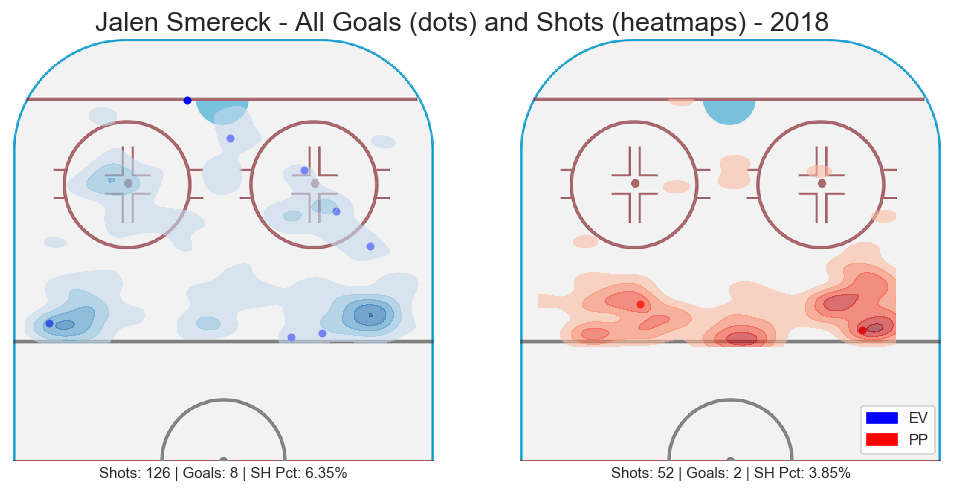 Jalen Smereck - All Goals (dots) and Shots (heatmaps) - 2018
EV
PP
Shots: 126 | Goals: 8 | SH Pct: 6.35%
Shots: 52 | Goals: 2 | SH Pct: 3.85%